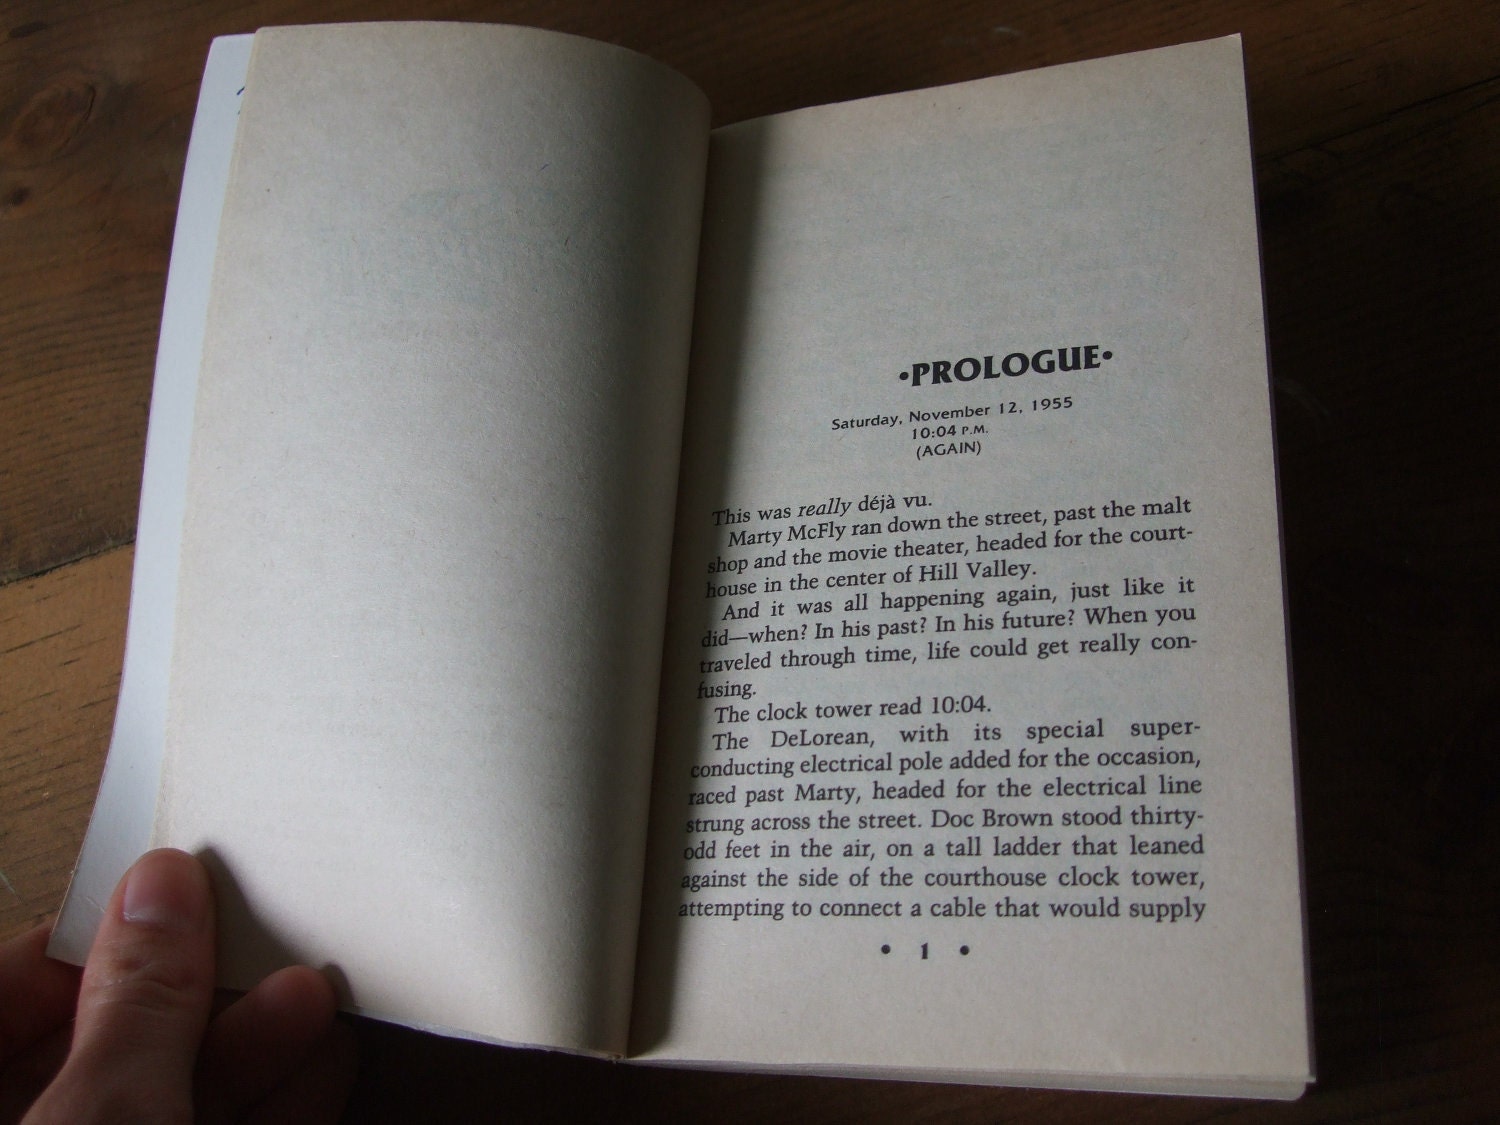 •PROLOGUE•
Saturday, November 12, 1955
10:04 P.M.
(AGAIN)
This was really déjà vu.
Marty McFly ran down the street, past the malt
shop and the movie theater, headed for the court-
house in the center of Hill Valley.
And it was all happening again, just like it
did—when? In his past? In his future? When you
traveled through time, life could get really con-
fusing.
The clock tower read 10:04.
The DeLorean, with its special super-
conducting electrical pole added for the occasion,
raced past Marty, headed for the electrical line
strung across the street. Doc Brown stood thirty-
odd feet in the air, on a tall ladder that leaned
against the side of the courthouse clock tower,
attempting to connect a cable that would supply
• 1 •